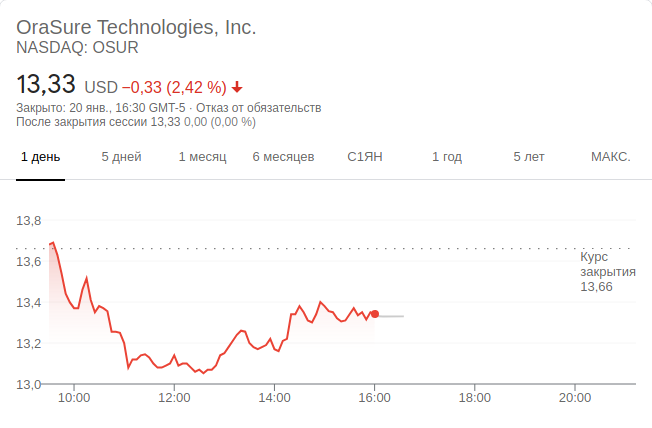 OraSure Technologies, Inc.
NASDAQ: OSUR
13,33 USD −0,33 (2,42 %)
Закрыто: 20 янв., 16:30 GMT-5 · Отказ от обязательств
После закрытия сессии 13,33 0,00 (0,00 %)
1 день 5 дней 1 месяц 6 месяцев С1ЯН 1 год 5 лет МАКС.
13,8
Курс
13,6
закрытия
13,66
13,4
13,2
13,0
10:00 12:00 14:00 16:00 18:00 20:00